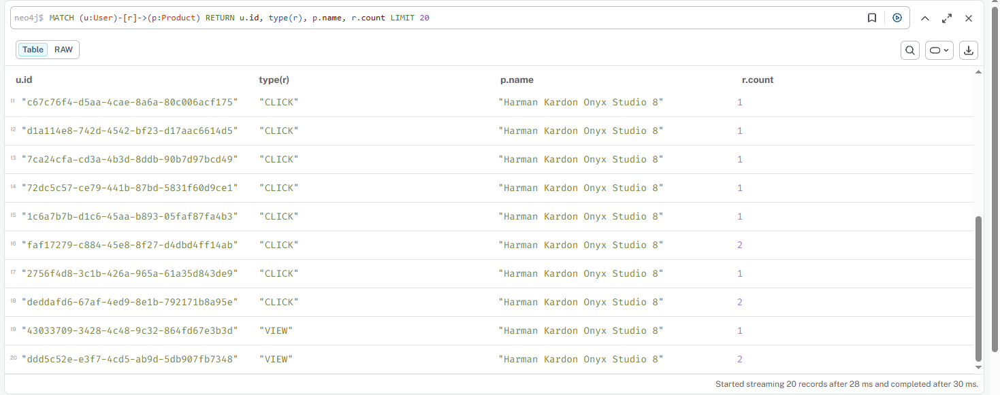 neo4j$ MATCH (u:User)-[r]->(p:Product) RETURN u.id, type(r), p.name, r.count LIMIT 20
Table RAW
u.id type(r) p.name r.count
11 "c67c76f4-d5aa-4cae-8a6a-80c006acf175" "CLICK" "Harman Kardon Onyx Studio 8" 1
12 "d1a114e8-742d-4542-bf23-d17aac6614d5" "CLICK" "Harman Kardon Onyx Studio 8" 1
13 "7ca24cfa-cd3a-4b3d-8ddb-90b7d97bcd49" "CLICK" "Harman Kardon Onyx Studio 8" 1
14 "72dc5c57-ce79-441b-87bd-5831f60d9ce1" "CLICK" "Harman Kardon Onyx Studio 8" 1
15 "1c6a7b7b-d1c6-45aa-b893-05faf87fa4b3" "CLICK" "Harman Kardon Onyx Studio 8" 1
16 "faf17279-c884-45e8-8f27-d4dbd4ff14ab" "CLICK" "Harman Kardon Onyx Studio 8" 2
17 "2756f4d8-3c1b-426a-965a-61a35d843de9" "CLICK" "Harman Kardon Onyx Studio 8" 1
18 "deddafd6-67af-4ed9-8e1b-792171b8a95e" "CLICK" "Harman Kardon Onyx Studio 8" 2
19 "43033709-3428-4c48-9c32-864fd67e3b3d" "VIEW" "Harman Kardon Onyx Studio 8" 1
20 "ddd5c52e-e3f7-4cd5-ab9d-5db907fb7348" "VIEW" "Harman Kardon Onyx Studio 8" 2
Started streaming 20 records after 28 ms and completed after 30 ms.